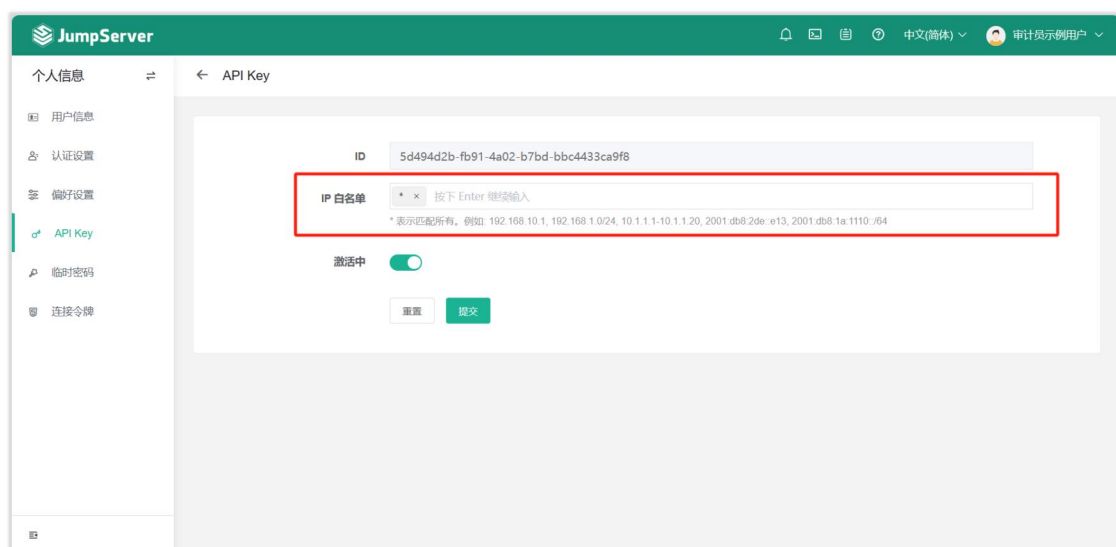 JumpServer
中文(简体)
审计员示例用户
个人信息
← API Key
用户信息
认证设置
偏好设置
API Key
临时密码
连接令牌
ID 5d494d2b-fb91-4a02-b7bd-bbc4433ca9f8
IP 白名单 * × 按下 Enter 继续输入
* 表示匹配所有。例如: 192.168.10.1, 192.168.1.0/24, 10.1.1.1-10.1.1.20, 2001:db8:2de::e13, 2001:db8:1a:1110::/64
激活中
重置 提交